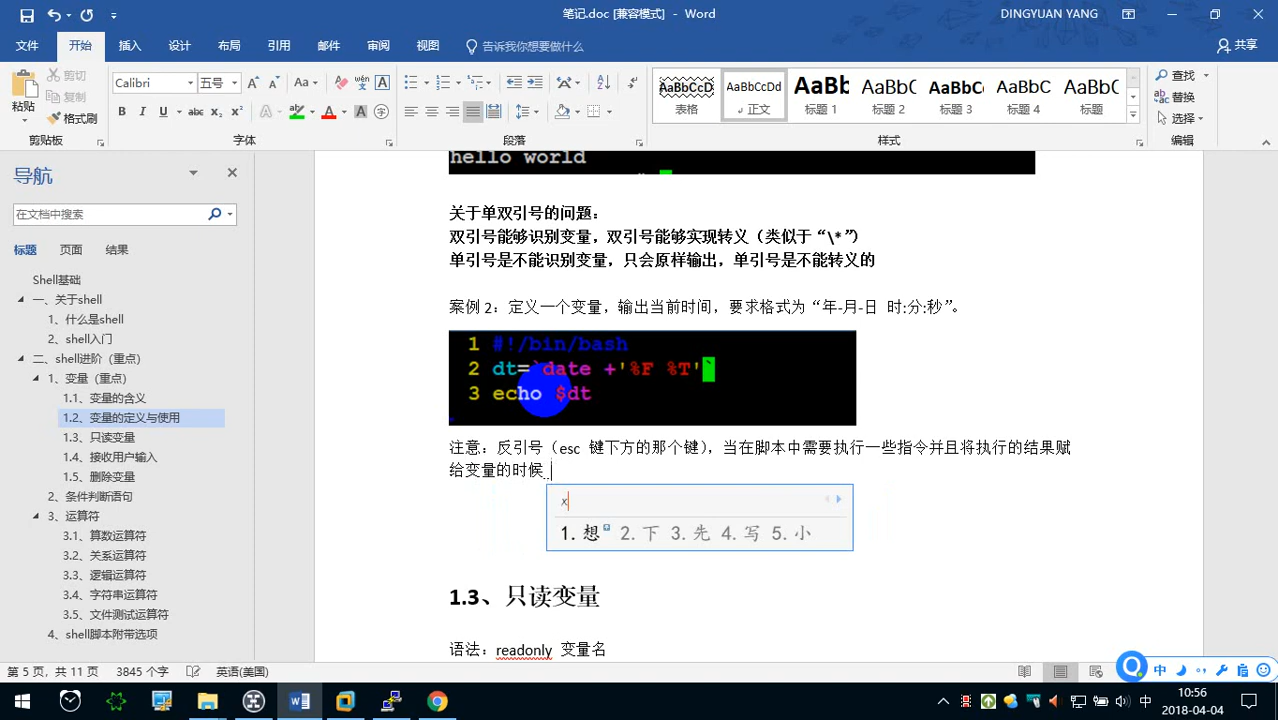 笔记.doc [兼容模式] - Word
DINGYUAN YANG
文件
开始
插入
设计
布局
引用
邮件
审阅
视图
告诉我你想要做什么
共享
粘贴
剪切
复制
格式刷
剪贴板
Calibri
五号
字体
段落
AaBbCcD
表格
AaBbCcDd
正文
AaBb
标题 1
AaBbC
标题 2
AaBbC
标题 3
AaBbC
标题 4
AaBbC
标题
样式
查找
替换
选择
编辑
导航
在文档中搜索
标题
页面
结果
Shell基础
一、关于shell
1、什么是shell
2、shell入门
二、shell进阶（重点）
1、变量（重点）
1.1、变量的含义
1.2、变量的定义与使用
1.3、只读变量
1.4、接收用户输入
1.5、删除变量
2、条件判断语句
3、运算符
3.1、算数运算符
3.2、关系运算符
3.3、逻辑运算符
3.4、字符串运算符
3.5、文件测试运算符
4、shell脚本附带选项
hello world
关于单双引号的问题：
双引号能够识别变量，双引号能够实现转义（类似于“\*”）
单引号是不能识别变量，只会原样输出，单引号是不能转义的
案例 2：定义一个变量，输出当前时间，要求格式为“年-月-日 时:分:秒”。
1 #!/bin/bash
2 dt=`date +'%F %T'`
3 echo $dt
注意：反引号（esc 键下方的那个键），当在脚本中需要执行一些指令并且将执行的结果赋
给变量的时候
x
1. 想 2. 下 3. 先 4. 写 5. 小
1.3、只读变量
语法：readonly 变量名
第 5 页，共 11 页
3845 个字
英语(美国)
中
中
10:56
2018-04-04